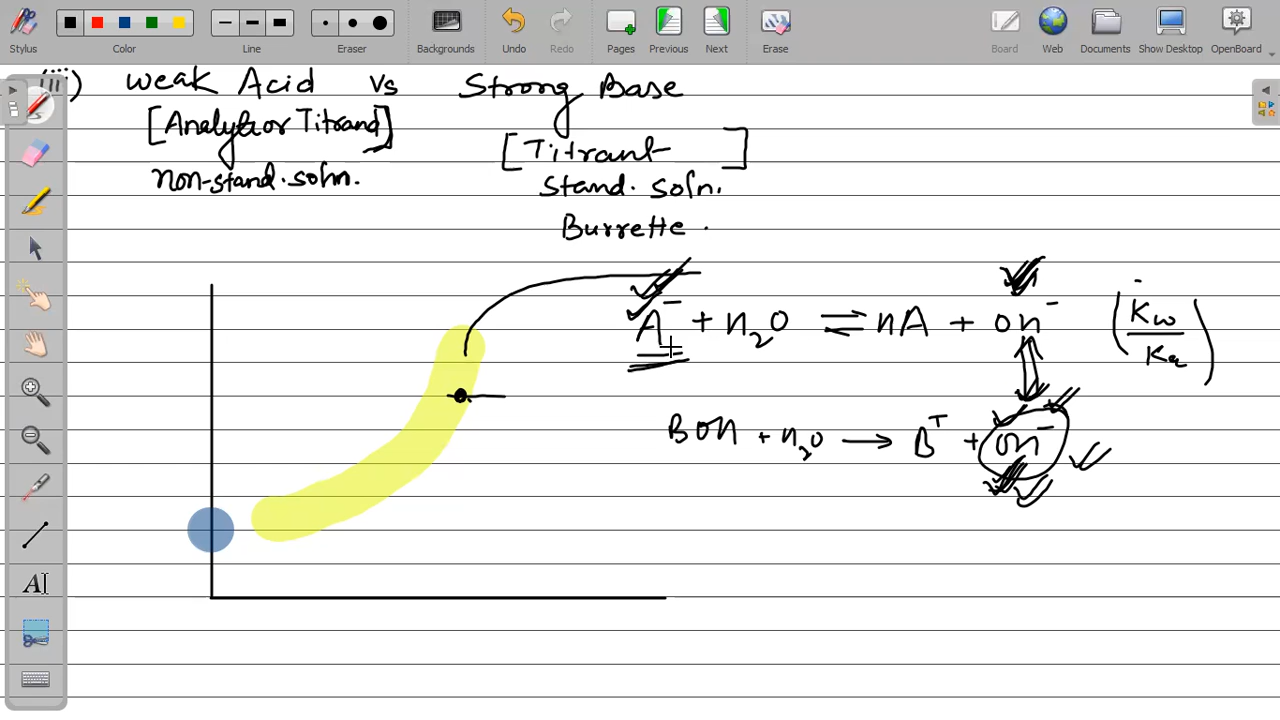 Stylus Color Line Eraser Backgrounds Undo Redo Pages Previous Next Erase Board Web Documents Show Desktop OpenBoard
(iii) weak Acid Vs Strong Base
[Analyte or Titrand] [Titrant]
non-stand. soln. stand. soln.
Burrette.
A⁻ + H₂O ⇌ HA + OH⁻ (Kw/Ka)
BOH + H₂O → B⁺ + OH⁻